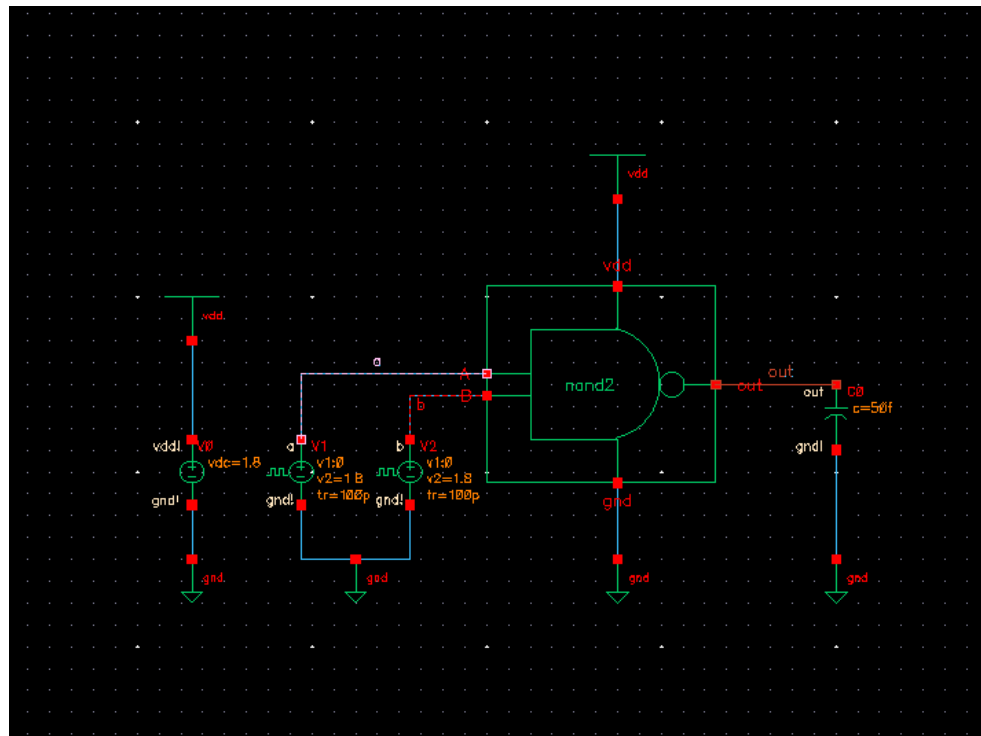 vdd
vdd
vdd
a
A
nand2
out
out
out
C0
B
b
c=50f
vdd!
V0
a
V1
b
V2
gnd!
vdc=1.8
v1:0
v1:0
v2=1.8
v2=1.8
gnd!
gnd!
tr=100p
gnd!
tr=100p
gnd
gnd
gnd
gnd
gnd